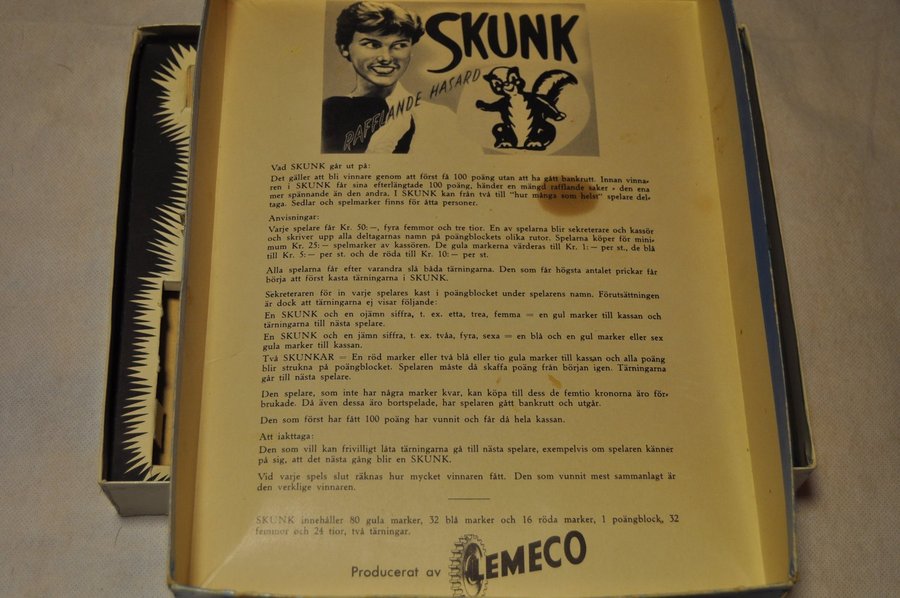 SKUNK
RAFFLANDE HASARD
Vad SKUNK går ut på:
Det gäller att bli vinnare genom att först få 100 poäng utan att ha gått bankrutt. Innan vinna-
ren i SKUNK får sina efterlängtade 100 poäng, händer en mängd rafflande saker - den ena
mer spännande än den andra. I SKUNK kan från två till "hur många som helst" spelare del-
taga. Sedlar och spelmarker finns för åtta personer.
Anvisningar:
Varje spelare får Kr. 50:—, fyra femmor och tre tior. En av spelarna blir sekreterare och kassör
och skriver upp alla deltagarnas namn på poängblockets olika rutor. Spelarna köper för mini-
mum Kr. 25:— spelmarker av kassören. De gula markerna värderas till Kr. 1:— per st., de blå
till Kr. 5:— per st. och de röda till Kr. 10:— per st.
Alla spelarna får efter varandra slå båda tärningarna. Den som får högsta antalet prickar får
börja att först kasta tärningarna i SKUNK.
Sekreteraren för in varje spelares kast i poängblocket under spelarens namn. Förutsättningen
är dock att tärningarna ej visar följande:
En SKUNK och en ojämn siffra, t. ex. etta, trea, femma = en gul marker till kassan och
tärningarna till nästa spelare.
En SKUNK och en jämn siffra, t. ex. tvåa, fyra, sexa = en blå och en gul marker eller sex
gula marker till kassan.
Två SKUNKAR = En röd marker eller två blå eller tio gula marker till kassan och alla poäng
blir strukna på poängblocket. Spelaren måste då skaffa poäng från början igen. Tärningarna
går till nästa spelare.
Den spelare, som inte har några marker kvar, kan köpa till dess de femtio kronorna äro för-
brukade. Då även dessa äro bortspelade, har spelaren gått bankrutt och utgår.
Den som först har fått 100 poäng har vunnit och får då hela kassan.
Att iakttaga:
Den som vill kan frivilligt låta tärningarna gå till nästa spelare, exempelvis om spelaren känner
på sig, att det nästa gång blir en SKUNK.
Vid varje spels slut räknas hur mycket vinnaren fått. Den som vunnit mest sammanlagt är
den verklige vinnaren.
SKUNK innehåller 80 gula marker, 32 blå marker och 16 röda marker, 1 poängblock, 32
femmor och 24 tior, två tärningar.
Producerat av LEMECO